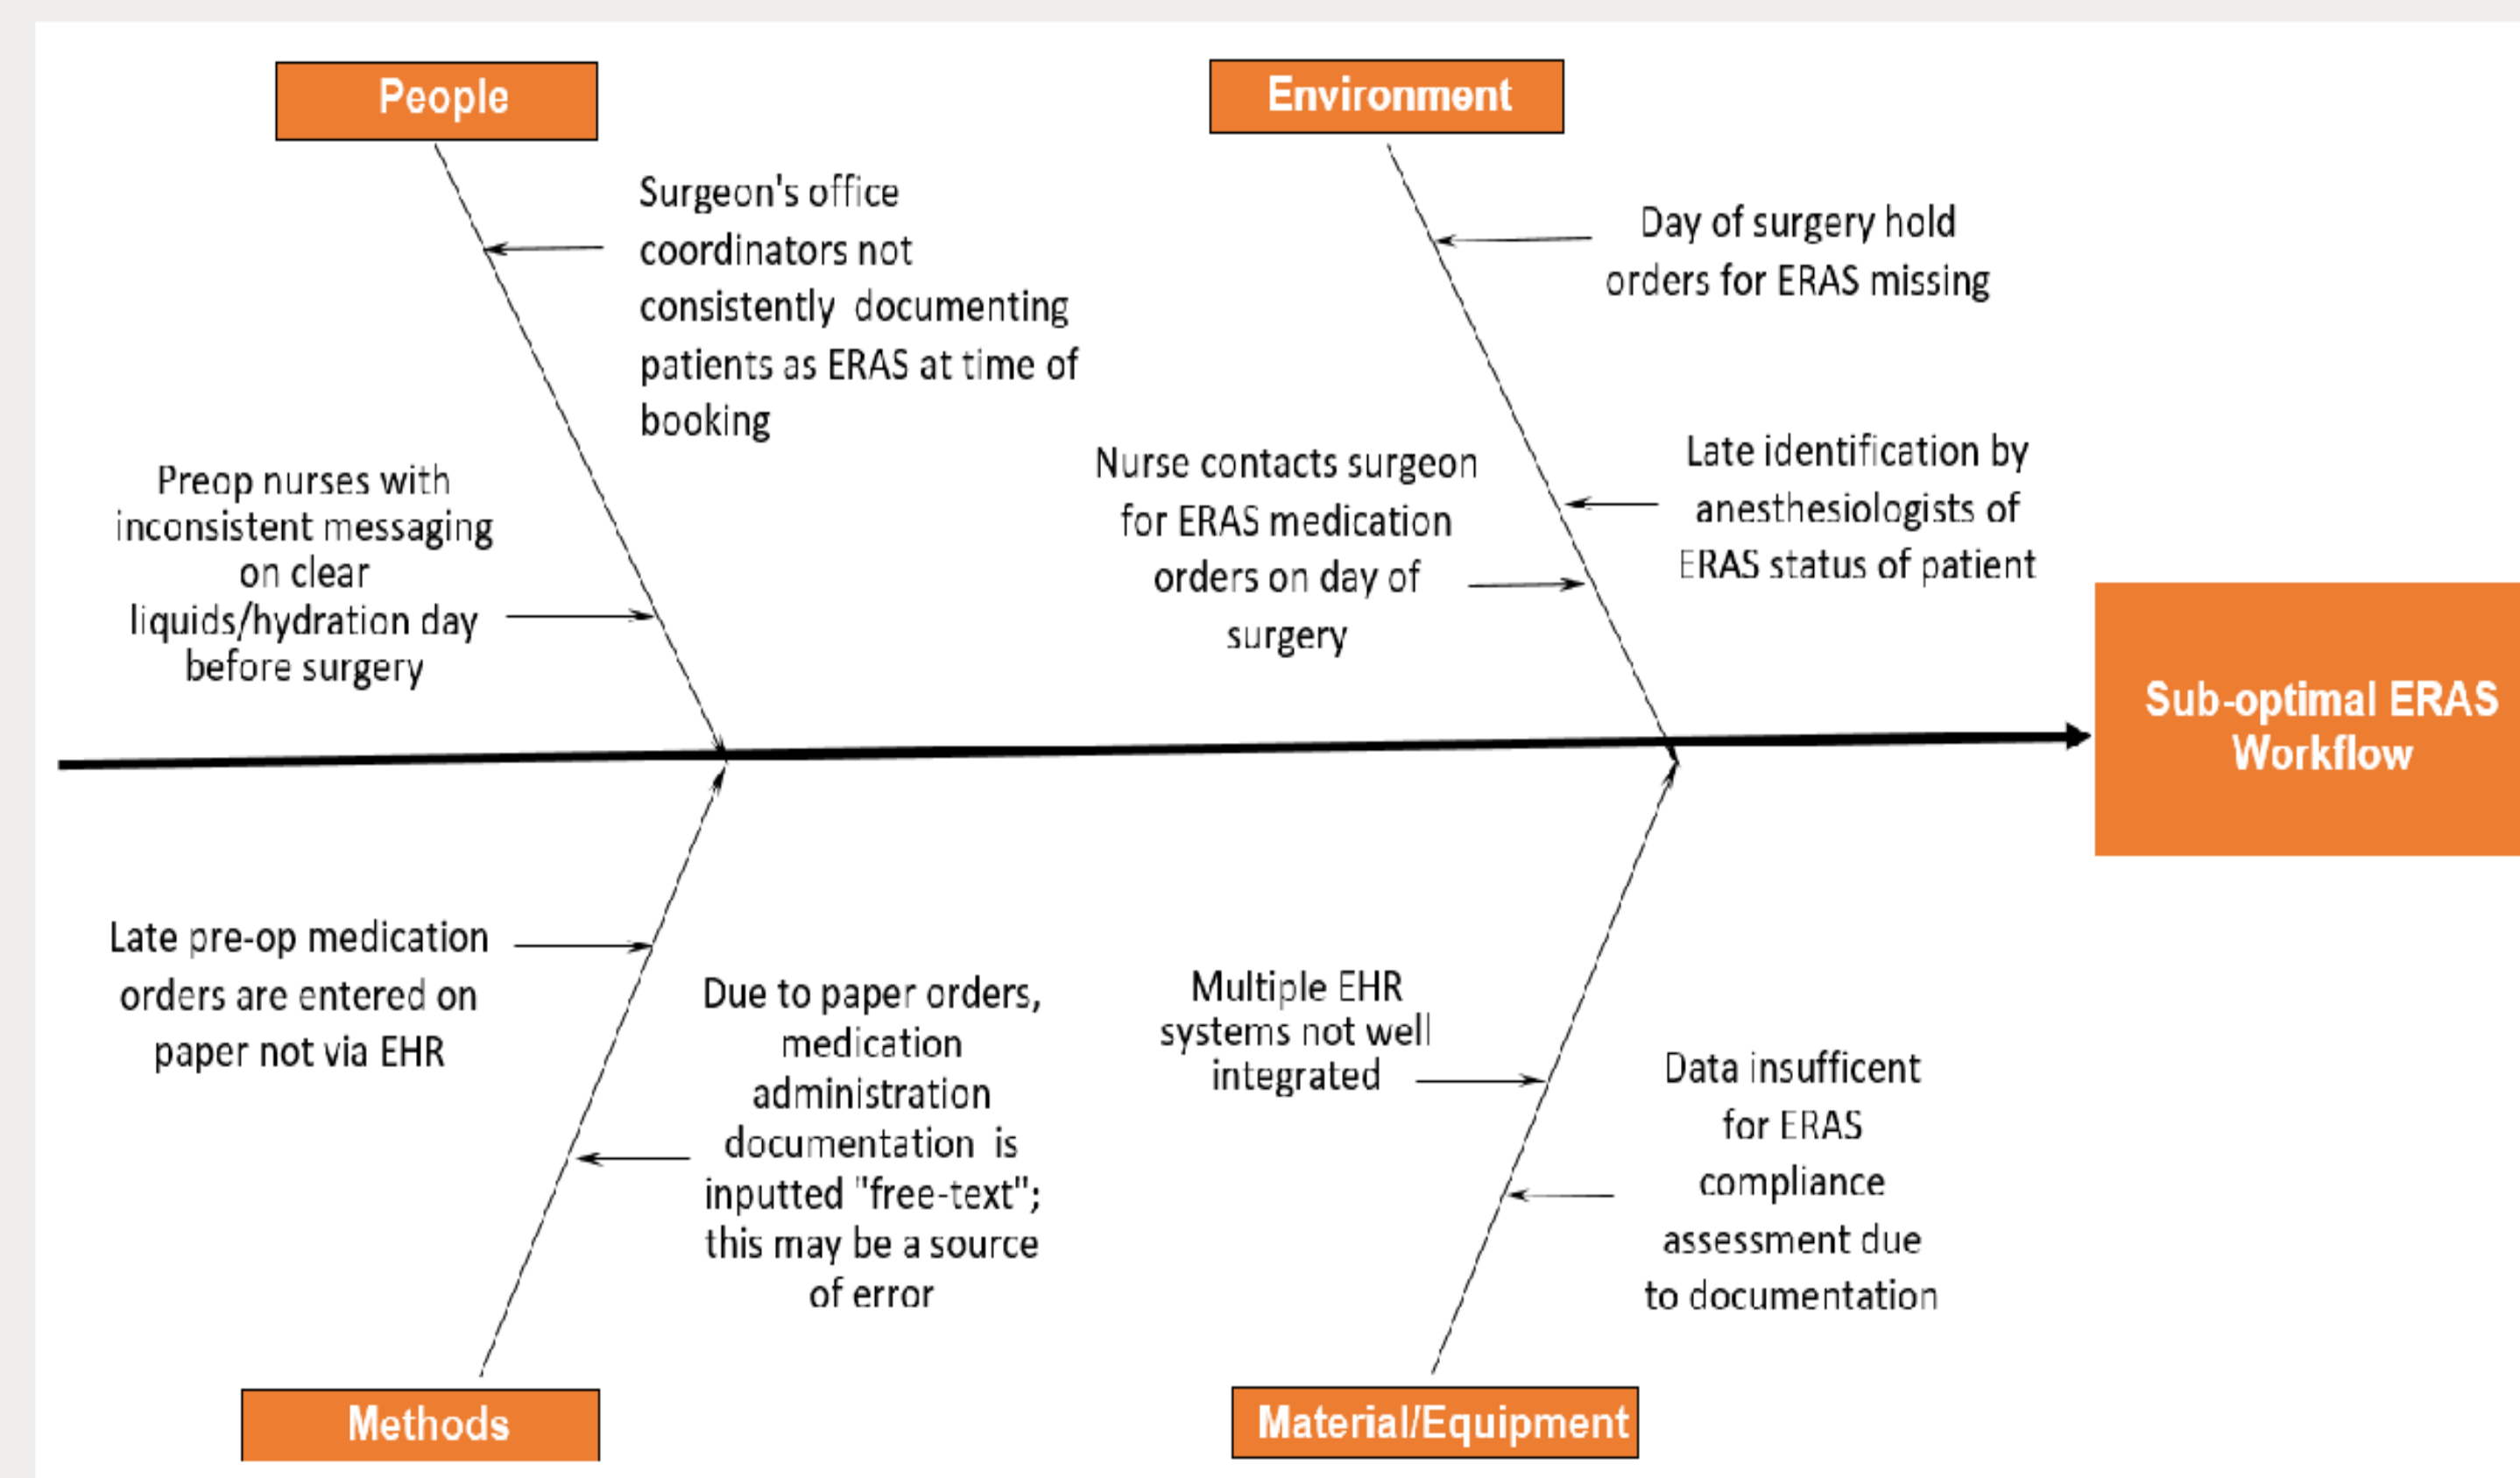 People
Surgeon's office
coordinators not
consistently documenting
patients as ERAS at time of
booking
Preop nurses with
inconsistent messaging
on clear
liquids/hydration day
before surgery
Environment
Day of surgery hold
orders for ERAS missing
Nurse contacts surgeon
for ERAS medication
orders on day of
surgery
Late identification by
anesthesiologists of
ERAS status of patient
Sub-optimal ERAS
Workflow
Late pre-op medication
orders are entered on
paper not via EHR
Due to paper orders,
medication
administration
documentation is
inputted "free-text";
this may be a source
of error
Methods
Multiple EHR
systems not well
integrated
Data insufficent
for ERAS
compliance
assessment due
to documentation
Material/Equipment